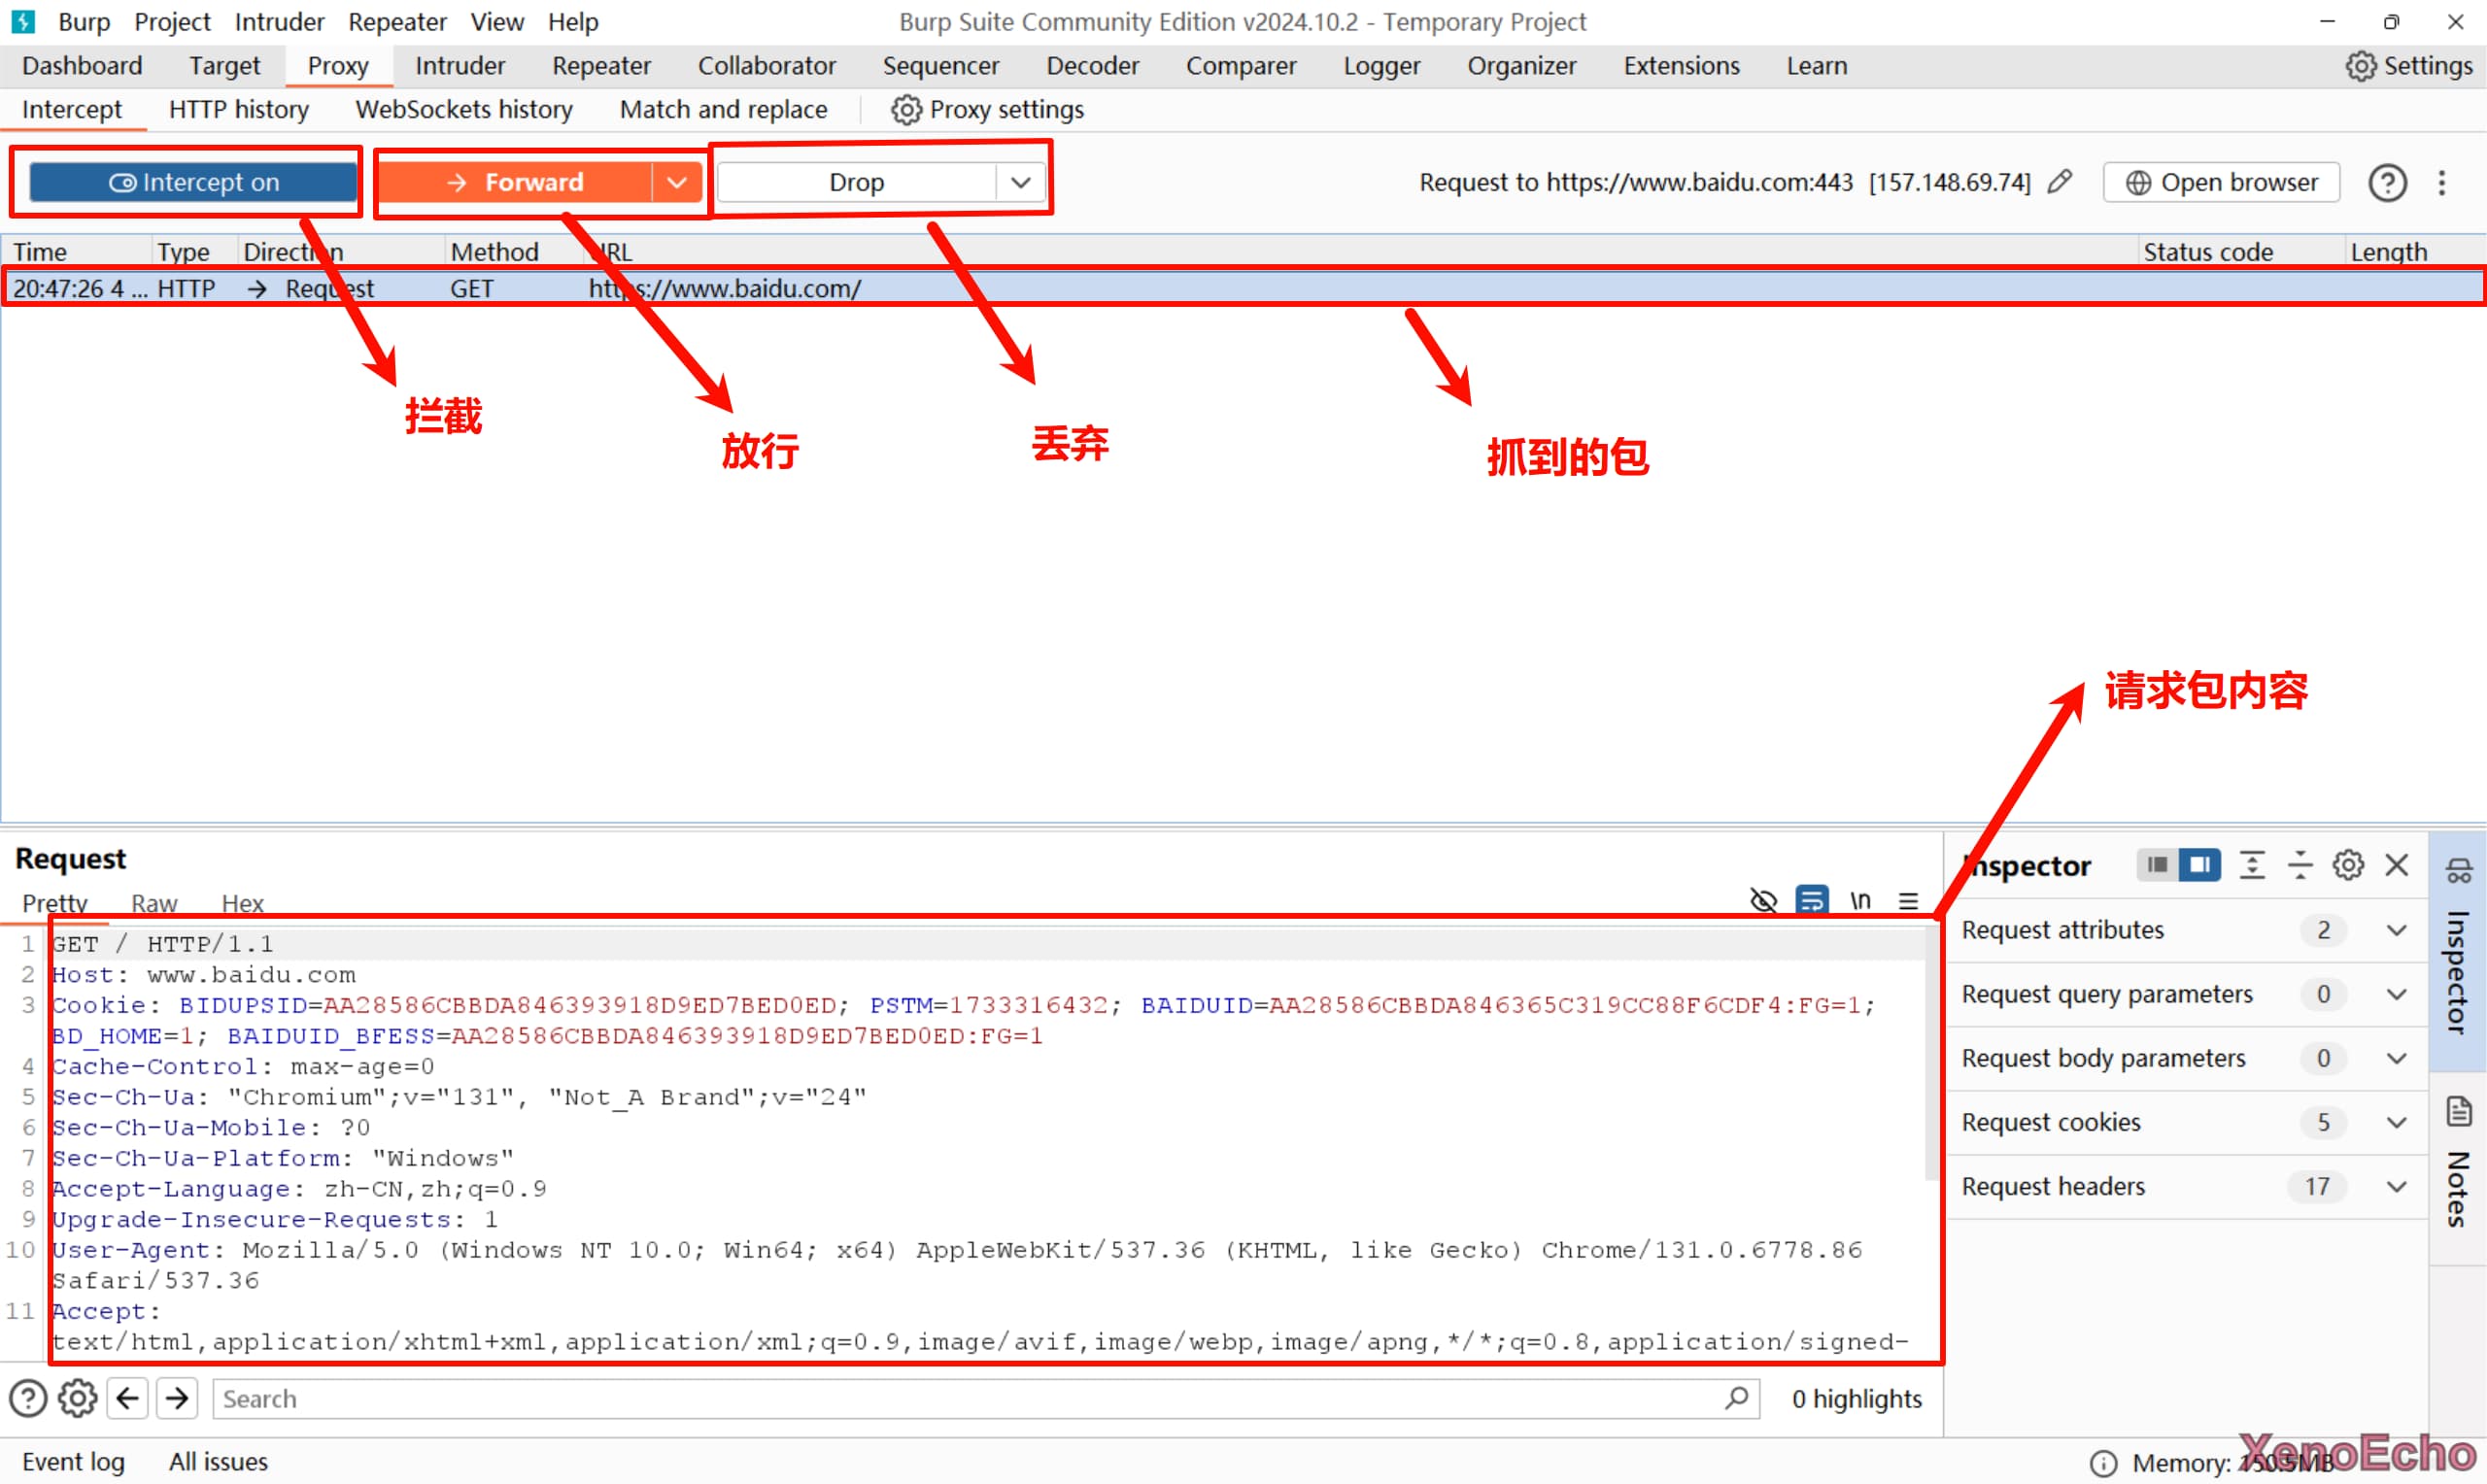 Burp Project Intruder Repeater View Help Burp Suite Community Edition v2024.10.2 - Temporary Project
Dashboard Target Proxy Intruder Repeater Collaborator Sequencer Decoder Comparer Logger Organizer Extensions Learn Settings
Intercept HTTP history WebSockets history Match and replace Proxy settings
Intercept on Forward Drop Request to https://www.baidu.com:443 [157.148.69.74] Open browser
Time Type Direction Method URL Status code Length
20:47:26 4 ... HTTP → Request GET https://www.baidu.com/
拦截
放行
丢弃
抓到的包
请求包内容
Request
Inspector
Pretty Raw Hex \n
1 GET / HTTP/1.1
2 Host: www.baidu.com
3 Cookie: BIDUPSID=AA28586CBBDA846393918D9ED7BED0ED; PSTM=1733316432; BAIDUID=AA28586CBBDA846365C319CC88F6CDF4:FG=1;
BD_HOME=1; BAIDUID_BFESS=AA28586CBBDA846393918D9ED7BED0ED:FG=1
4 Cache-Control: max-age=0
5 Sec-Ch-Ua: "Chromium";v="131", "Not_A Brand";v="24"
6 Sec-Ch-Ua-Mobile: ?0
7 Sec-Ch-Ua-Platform: "Windows"
8 Accept-Language: zh-CN,zh;q=0.9
9 Upgrade-Insecure-Requests: 1
10 User-Agent: Mozilla/5.0 (Windows NT 10.0; Win64; x64) AppleWebKit/537.36 (KHTML, like Gecko) Chrome/131.0.6778.86
Safari/537.36
11 Accept:
text/html,application/xhtml+xml,application/xml;q=0.9,image/avif,image/webp,image/apng,*/*;q=0.8,application/signed-
Request attributes 2
Request query parameters 0
Request body parameters 0
Request cookies 5
Request headers 17
Inspector
Notes
Search
0 highlights
Event log All issues
Memory: 150.5MB
XenoEcho